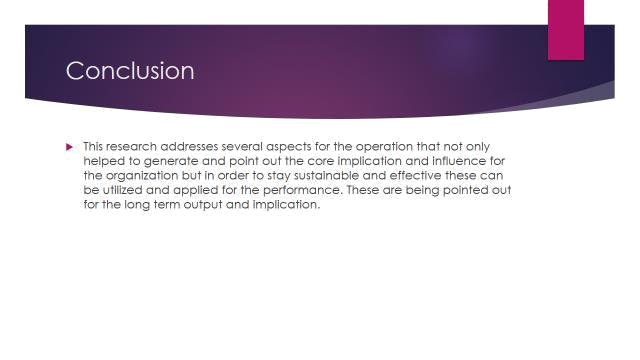 Conclusion
This research addresses several aspects for the operation that not only
helped to generate and point out the core implication and influence for
the organization but in order to stay sustainable and effective these can
be utilized and applied for the performance. These are being pointed out
for the long term output and implication.